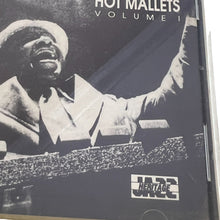 HOT MALLETS
VOLUME I
JAZZ
HERITAGE